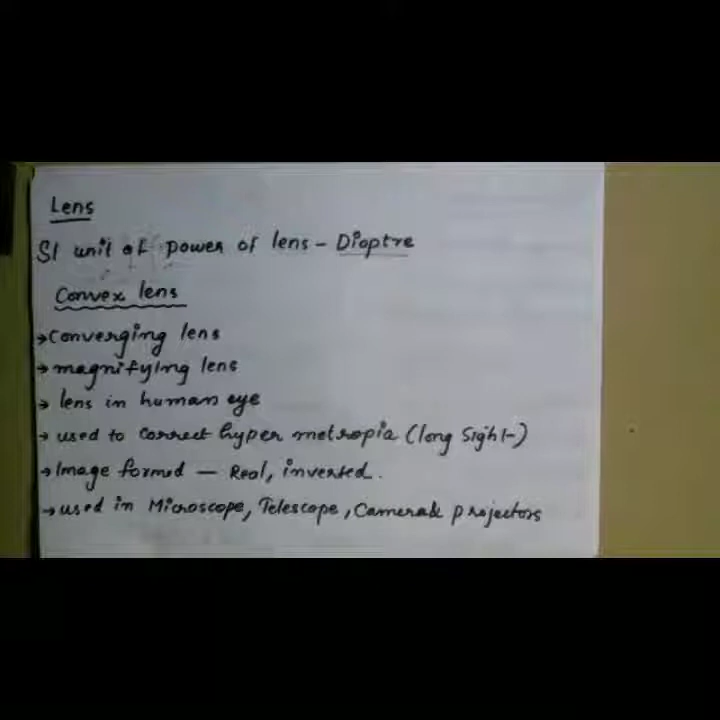 Lens
SI unit of power of lens - Dioptre
Convex lens
→ Converging lens
→ magnifying lens
→ lens in human eye
→ used to correct hyper metropia (long Sight)
→ Image formed — Real, inverted.
→ used in Microscope, Telescope, Camera & projectors